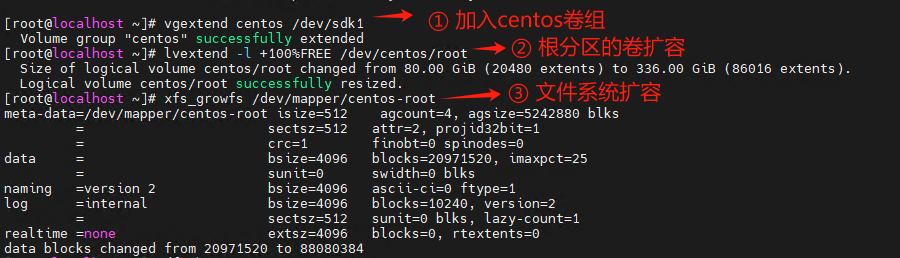 [root@localhost ~]# vgextend centos /dev/sdk1 ① 加入centos卷组
Volume group "centos" successfully extended
[root@localhost ~]# lvextend -l +100%FREE /dev/centos/root ② 根分区的卷扩容
Size of logical volume centos/root changed from 80.00 GiB (20480 extents) to 336.00 GiB (86016 extents).
Logical volume centos/root successfully resized.
[root@localhost ~]# xfs_growfs /dev/mapper/centos-root ③ 文件系统扩容
meta-data=/dev/mapper/centos-root isize=512 agcount=4, agsize=5242880 blks
= sectsz=512 attr=2, projid32bit=1
= crc=1 finobt=0 spinodes=0
data = bsize=4096 blocks=20971520, imaxpct=25
= sunit=0 swidth=0 blks
naming =version 2 bsize=4096 ascii-ci=0 ftype=1
log =internal bsize=4096 blocks=10240, version=2
= sectsz=512 sunit=0 blks, lazy-count=1
realtime =none extsz=4096 blocks=0, rtextents=0
data blocks changed from 20971520 to 88080384